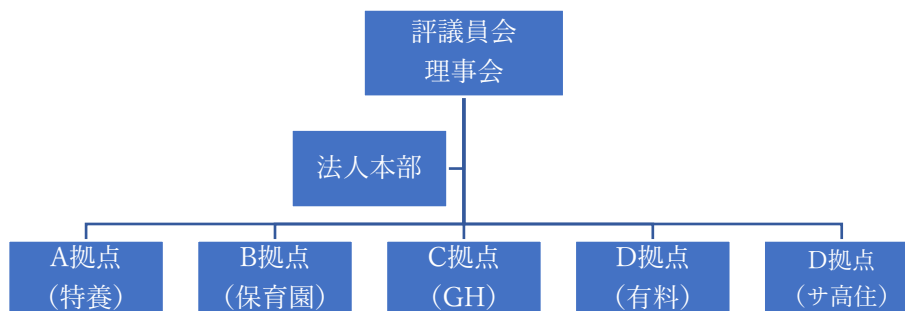 評議員会
理事会
法人本部
A拠点
（特養）
B拠点
（保育園）
C拠点
（GH）
D拠点
（有料）
D拠点
（サ高住）